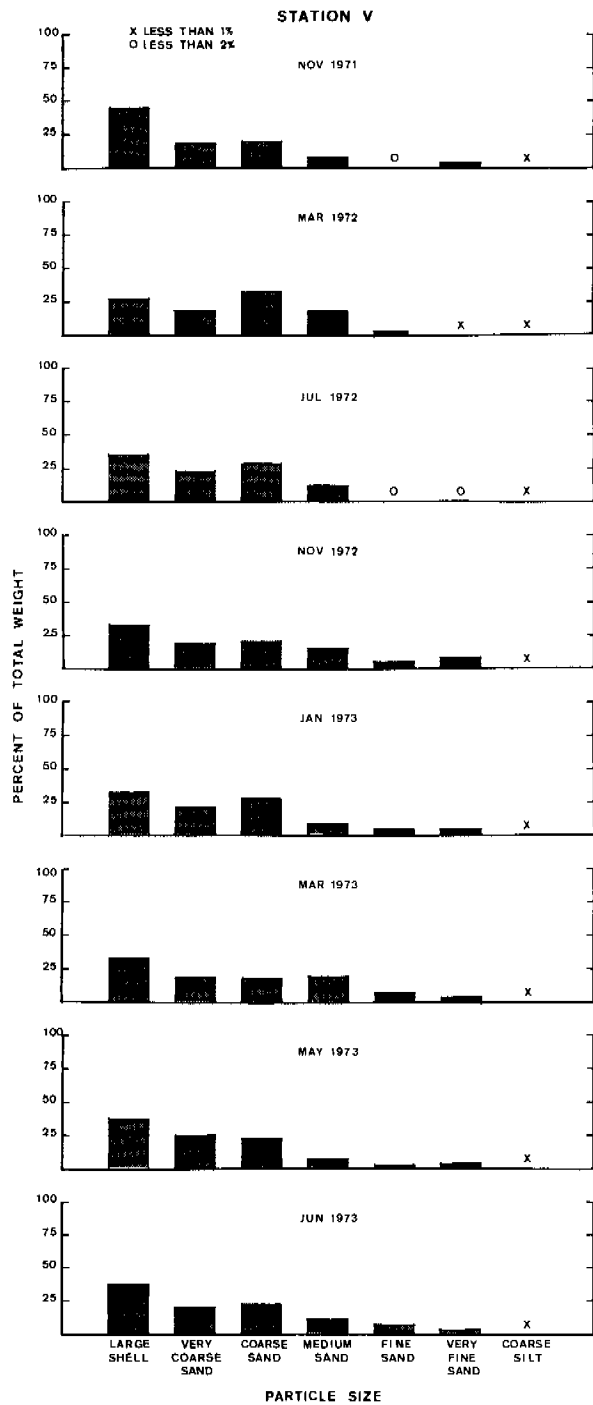 STATION V
X LESS THAN 1%
O LESS THAN 2%
NOV 1971
100
75
50
25
O
X
MAR 1972
100
75
50
25
X
X
JUL 1972
100
75
50
25
O
O
X
NOV 1972
100
75
50
25
X
JAN 1973
100
75
50
25
X
MAR 1973
100
75
50
25
X
MAY 1973
100
75
50
25
X
JUN 1973
100
75
50
25
X
PERCENT OF TOTAL WEIGHT
LARGE SHELL
VERY COARSE SAND
COARSE SAND
MEDIUM SAND
FINE SAND
VERY FINE SAND
COARSE SILT
PARTICLE SIZE